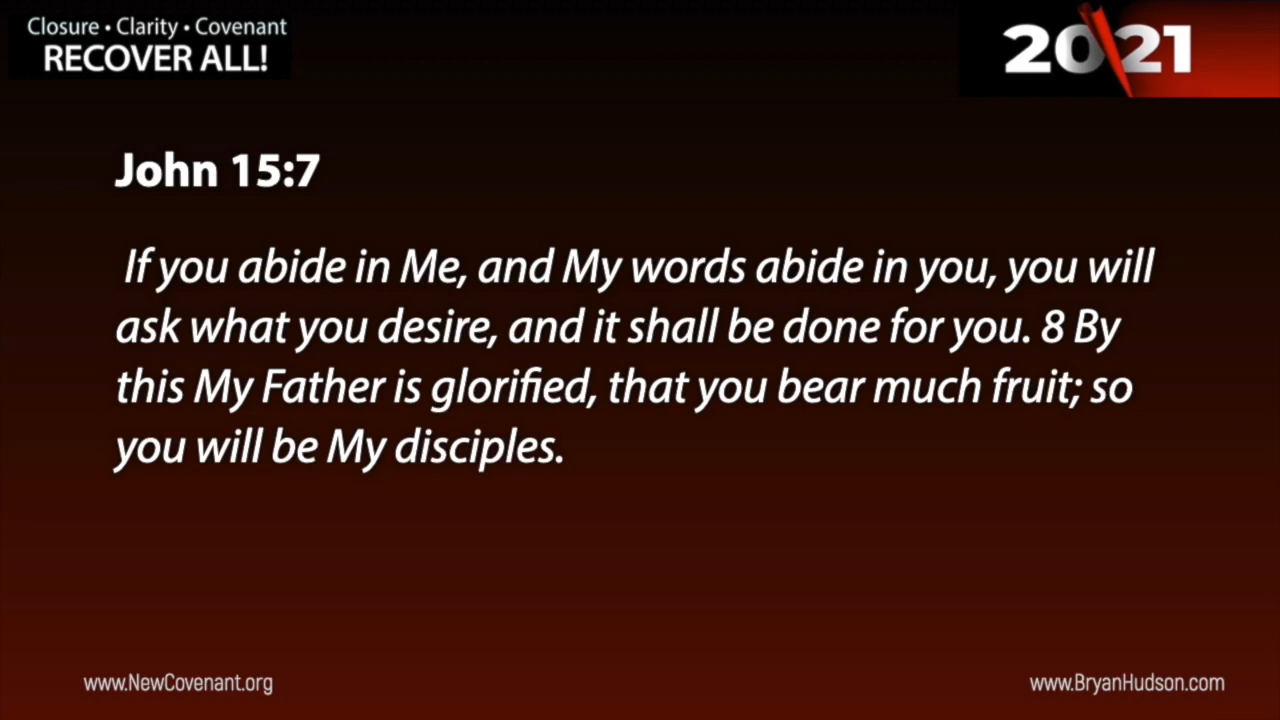 Closure • Clarity • Covenant
RECOVER ALL!
2021
John 15:7
If you abide in Me, and My words abide in you, you will
ask what you desire, and it shall be done for you. 8 By
this My Father is glorified, that you bear much fruit; so
you will be My disciples.
www.NewCovenant.org
www.BryanHudson.com